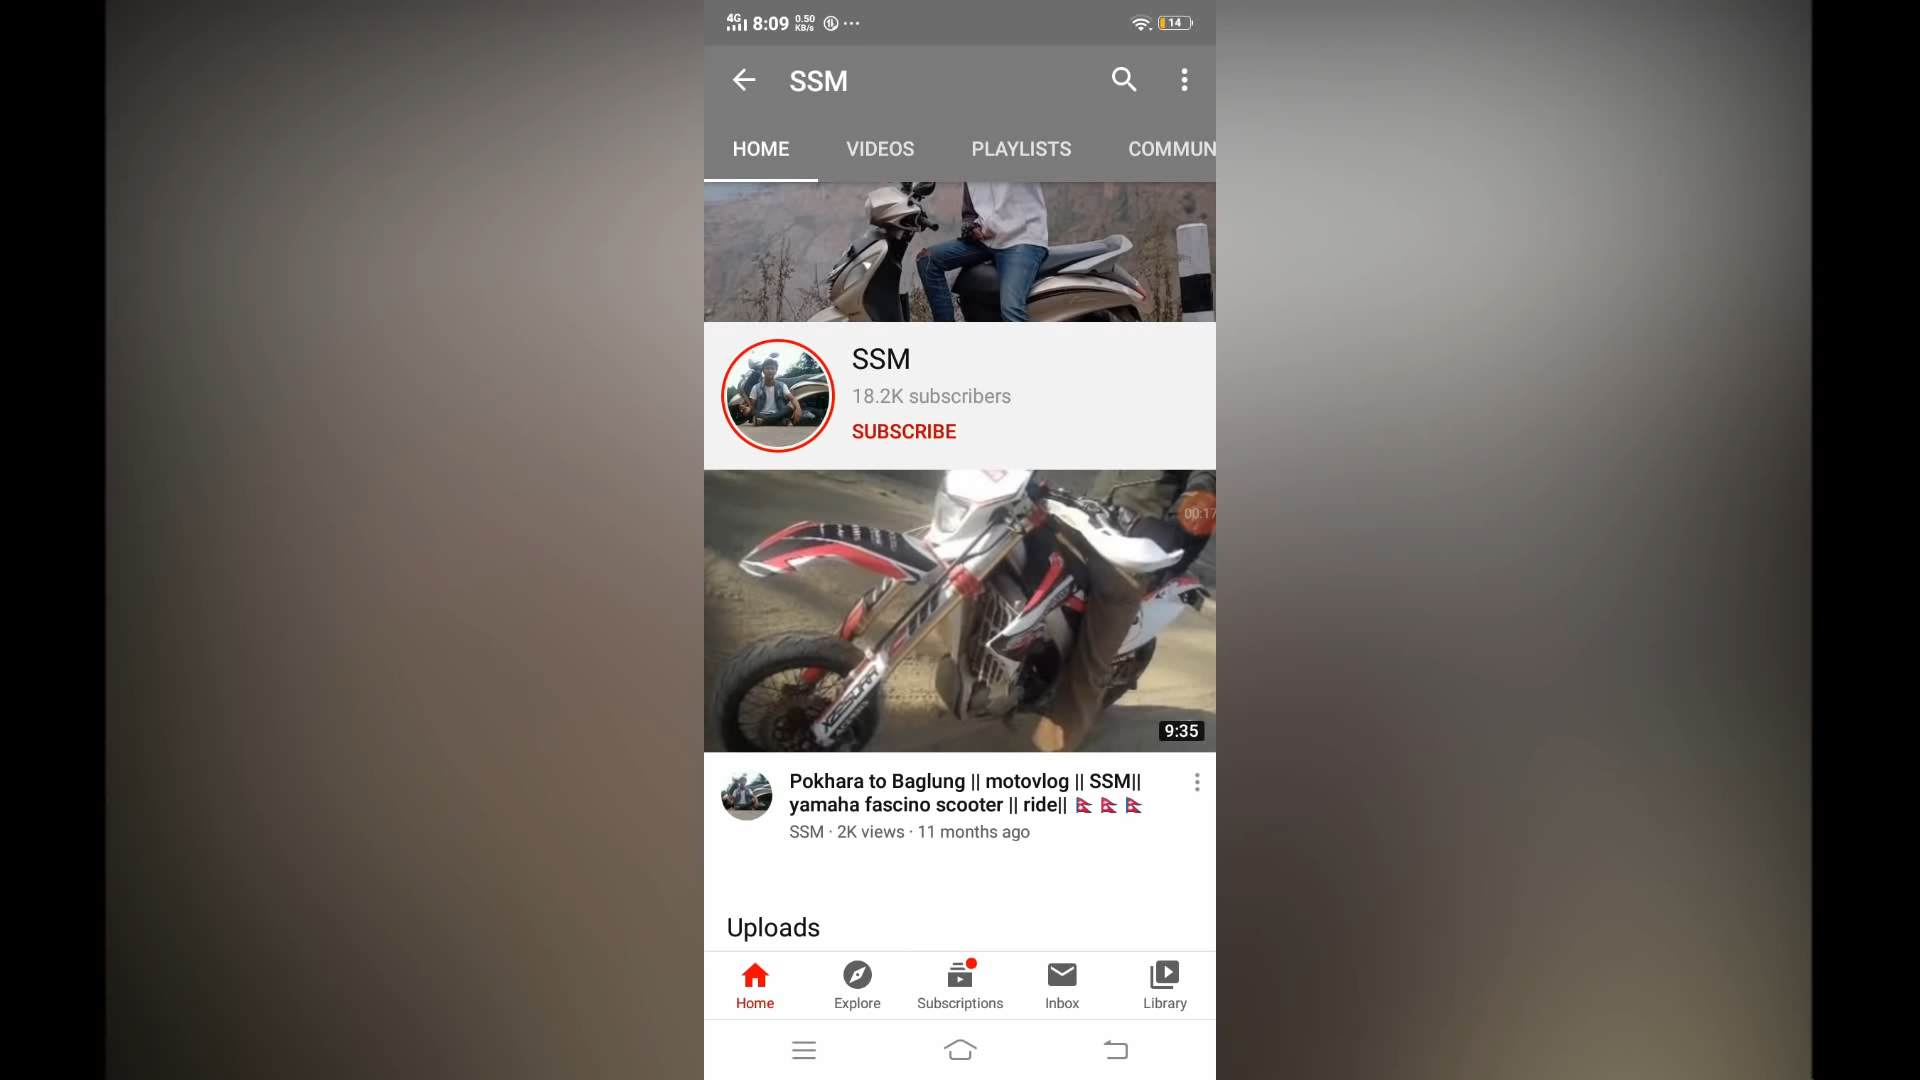 4G 8:09 0.50 KB/s 14
SSM
HOME VIDEOS PLAYLISTS COMMUN
SSM
18.2K subscribers
SUBSCRIBE
00:17
9:35
Pokhara to Baglung || motovlog || SSM||
yamaha fascino scooter || ride|| 🇳🇵 🇳🇵 🇳🇵
SSM · 2K views · 11 months ago
Uploads
Home Explore Subscriptions Inbox Library